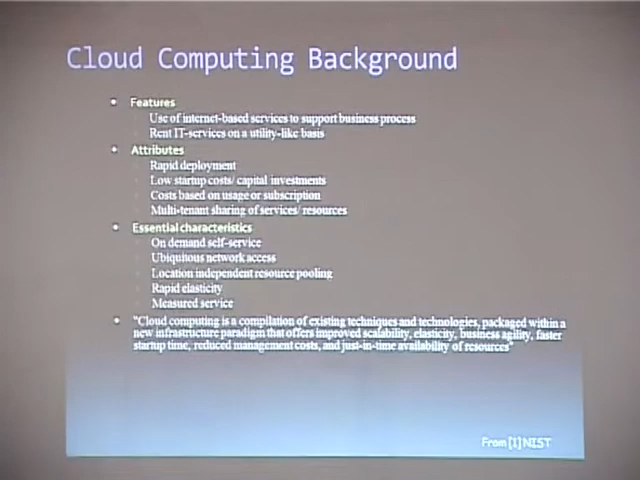 Cloud Computing Background
• Features
Use of internet-based services to support business process
Rent IT-services on a utility-like basis
• Attributes
Rapid deployment
Low startup costs/ capital investments
Costs based on usage or subscription
Multi-tenant sharing of services/ resources
• Essential characteristics
On demand self-service
Ubiquitous network access
Location independent resource pooling
Rapid elasticity
Measured service
• "Cloud computing is a compilation of existing techniques and technologies, packaged within a
new infrastructure paradigm that offers improved scalability, elasticity, business agility, faster
startup time, reduced management costs, and just-in-time availability of resources"
From [1] NIST